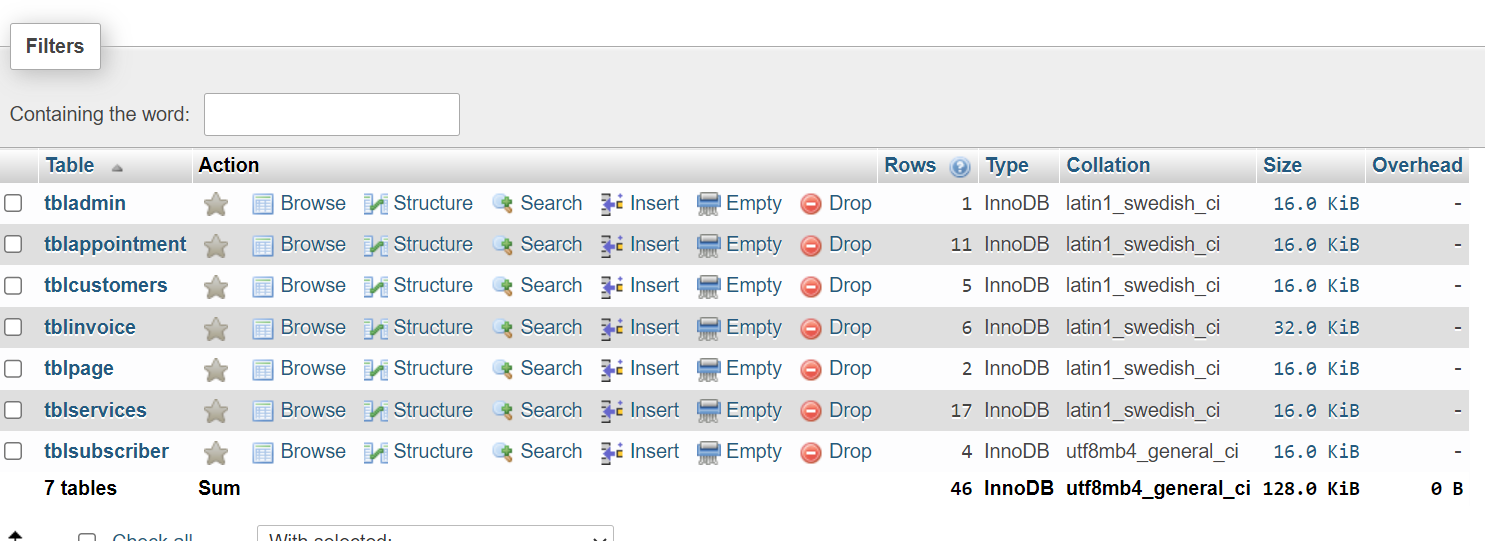 Filters
Containing the word:
Table Action Rows Type Collation Size Overhead
tbladmin Browse Structure Search Insert Empty Drop 1 InnoDB latin1_swedish_ci 16.0 KiB -
tblappointment Browse Structure Search Insert Empty Drop 11 InnoDB latin1_swedish_ci 16.0 KiB -
tblcustomers Browse Structure Search Insert Empty Drop 5 InnoDB latin1_swedish_ci 16.0 KiB -
tblinvoice Browse Structure Search Insert Empty Drop 6 InnoDB latin1_swedish_ci 32.0 KiB -
tblpage Browse Structure Search Insert Empty Drop 2 InnoDB latin1_swedish_ci 16.0 KiB -
tblservices Browse Structure Search Insert Empty Drop 17 InnoDB latin1_swedish_ci 16.0 KiB -
tblsubscriber Browse Structure Search Insert Empty Drop 4 InnoDB utf8mb4_general_ci 16.0 KiB -
7 tables Sum 46 InnoDB utf8mb4_general_ci 128.0 KiB 0 B
Check all With selected: